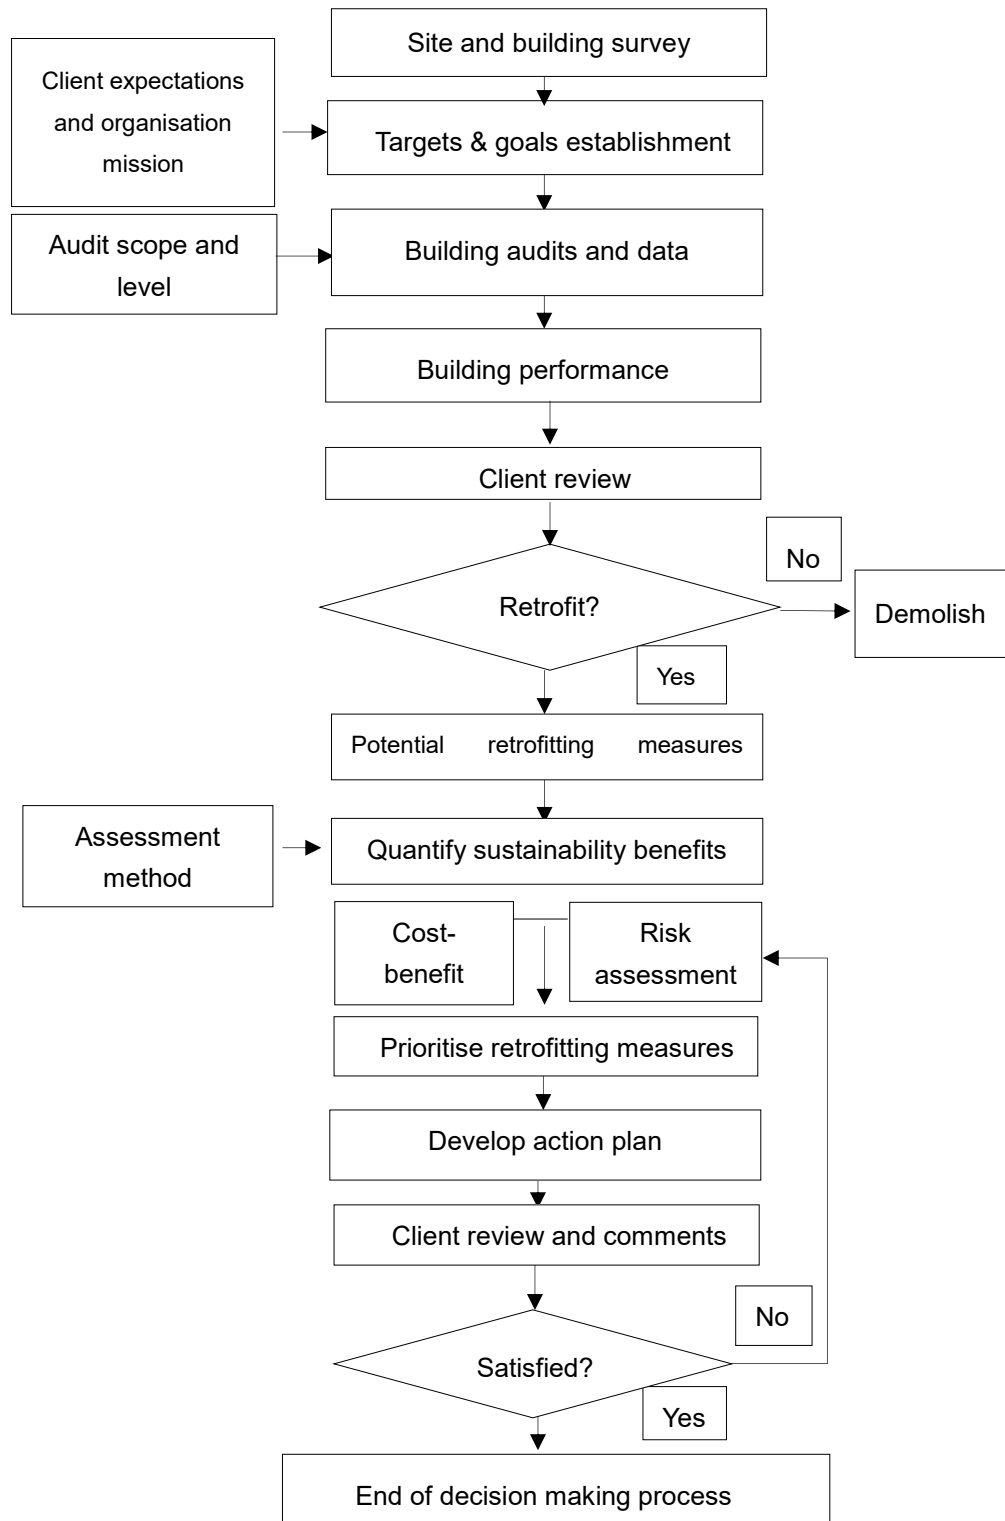 Site and building survey
Client expectations
and organisation
mission
Targets & goals establishment
Audit scope and
level
Building audits and data
Building performance
Client review
No
Retrofit?
Demolish
Yes
Potential retrofitting measures
Assessment
method
Quantify sustainability benefits
Cost-
benefit
Risk
assessment
Prioritise retrofitting measures
Develop action plan
Client review and comments
No
Satisfied?
Yes
End of decision making process